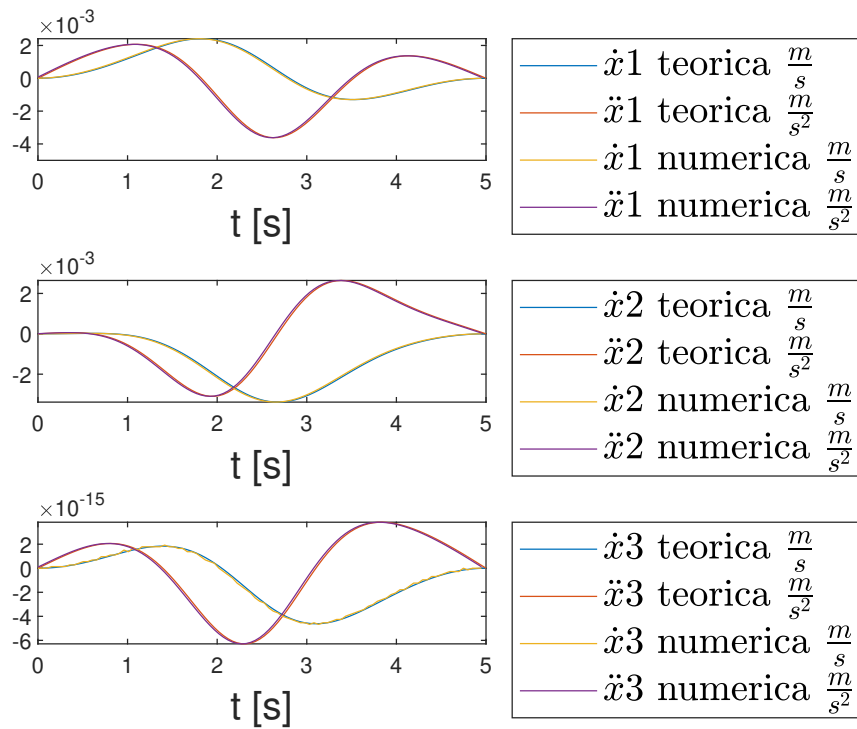 ×10⁻³
2
0
-2
-4
0 1 2 3 4 5
t [s]
ẋ1 teorica m/s
ẍ1 teorica m/s²
ẋ1 numerica m/s
ẍ1 numerica m/s²
×10⁻³
2
0
-2
0 1 2 3 4 5
t [s]
ẋ2 teorica m/s
ẍ2 teorica m/s²
ẋ2 numerica m/s
ẍ2 numerica m/s²
×10⁻¹⁵
2
0
-2
-4
-6
0 1 2 3 4 5
t [s]
ẋ3 teorica m/s
ẍ3 teorica m/s²
ẋ3 numerica m/s
ẍ3 numerica m/s²